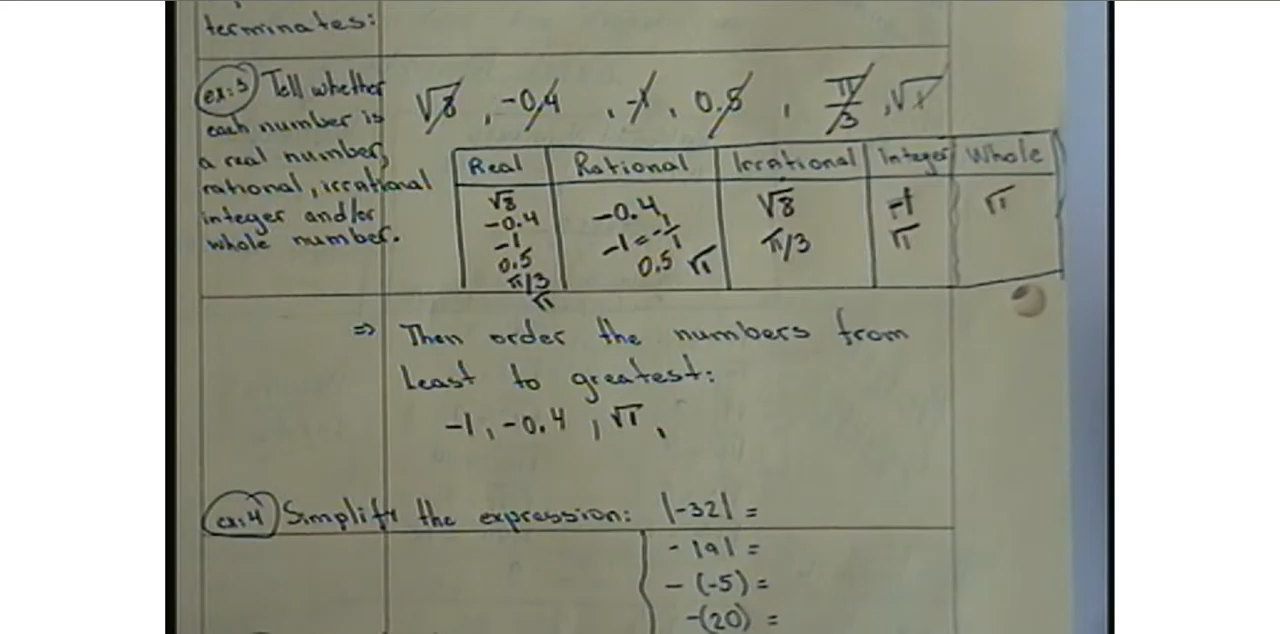 terminates:
ex:3 Tell whether
each number is
a real number,
rational, irrational
integer and/or
whole number.
√8, -0.4, -1, 0.5, π/3, √1
Real Rational Irrational Integer Whole
√8 -0.4, √8 -1 √1
-0.4 -1=-1/1 π/3 √1
-1 0.5 √1
0.5
π/3
√1
=> Then order the numbers from
Least to greatest:
-1, -0.4, √1,
ex:4 Simplify the expression: |-32| =
-|9| =
-(-5) =
-(20) =